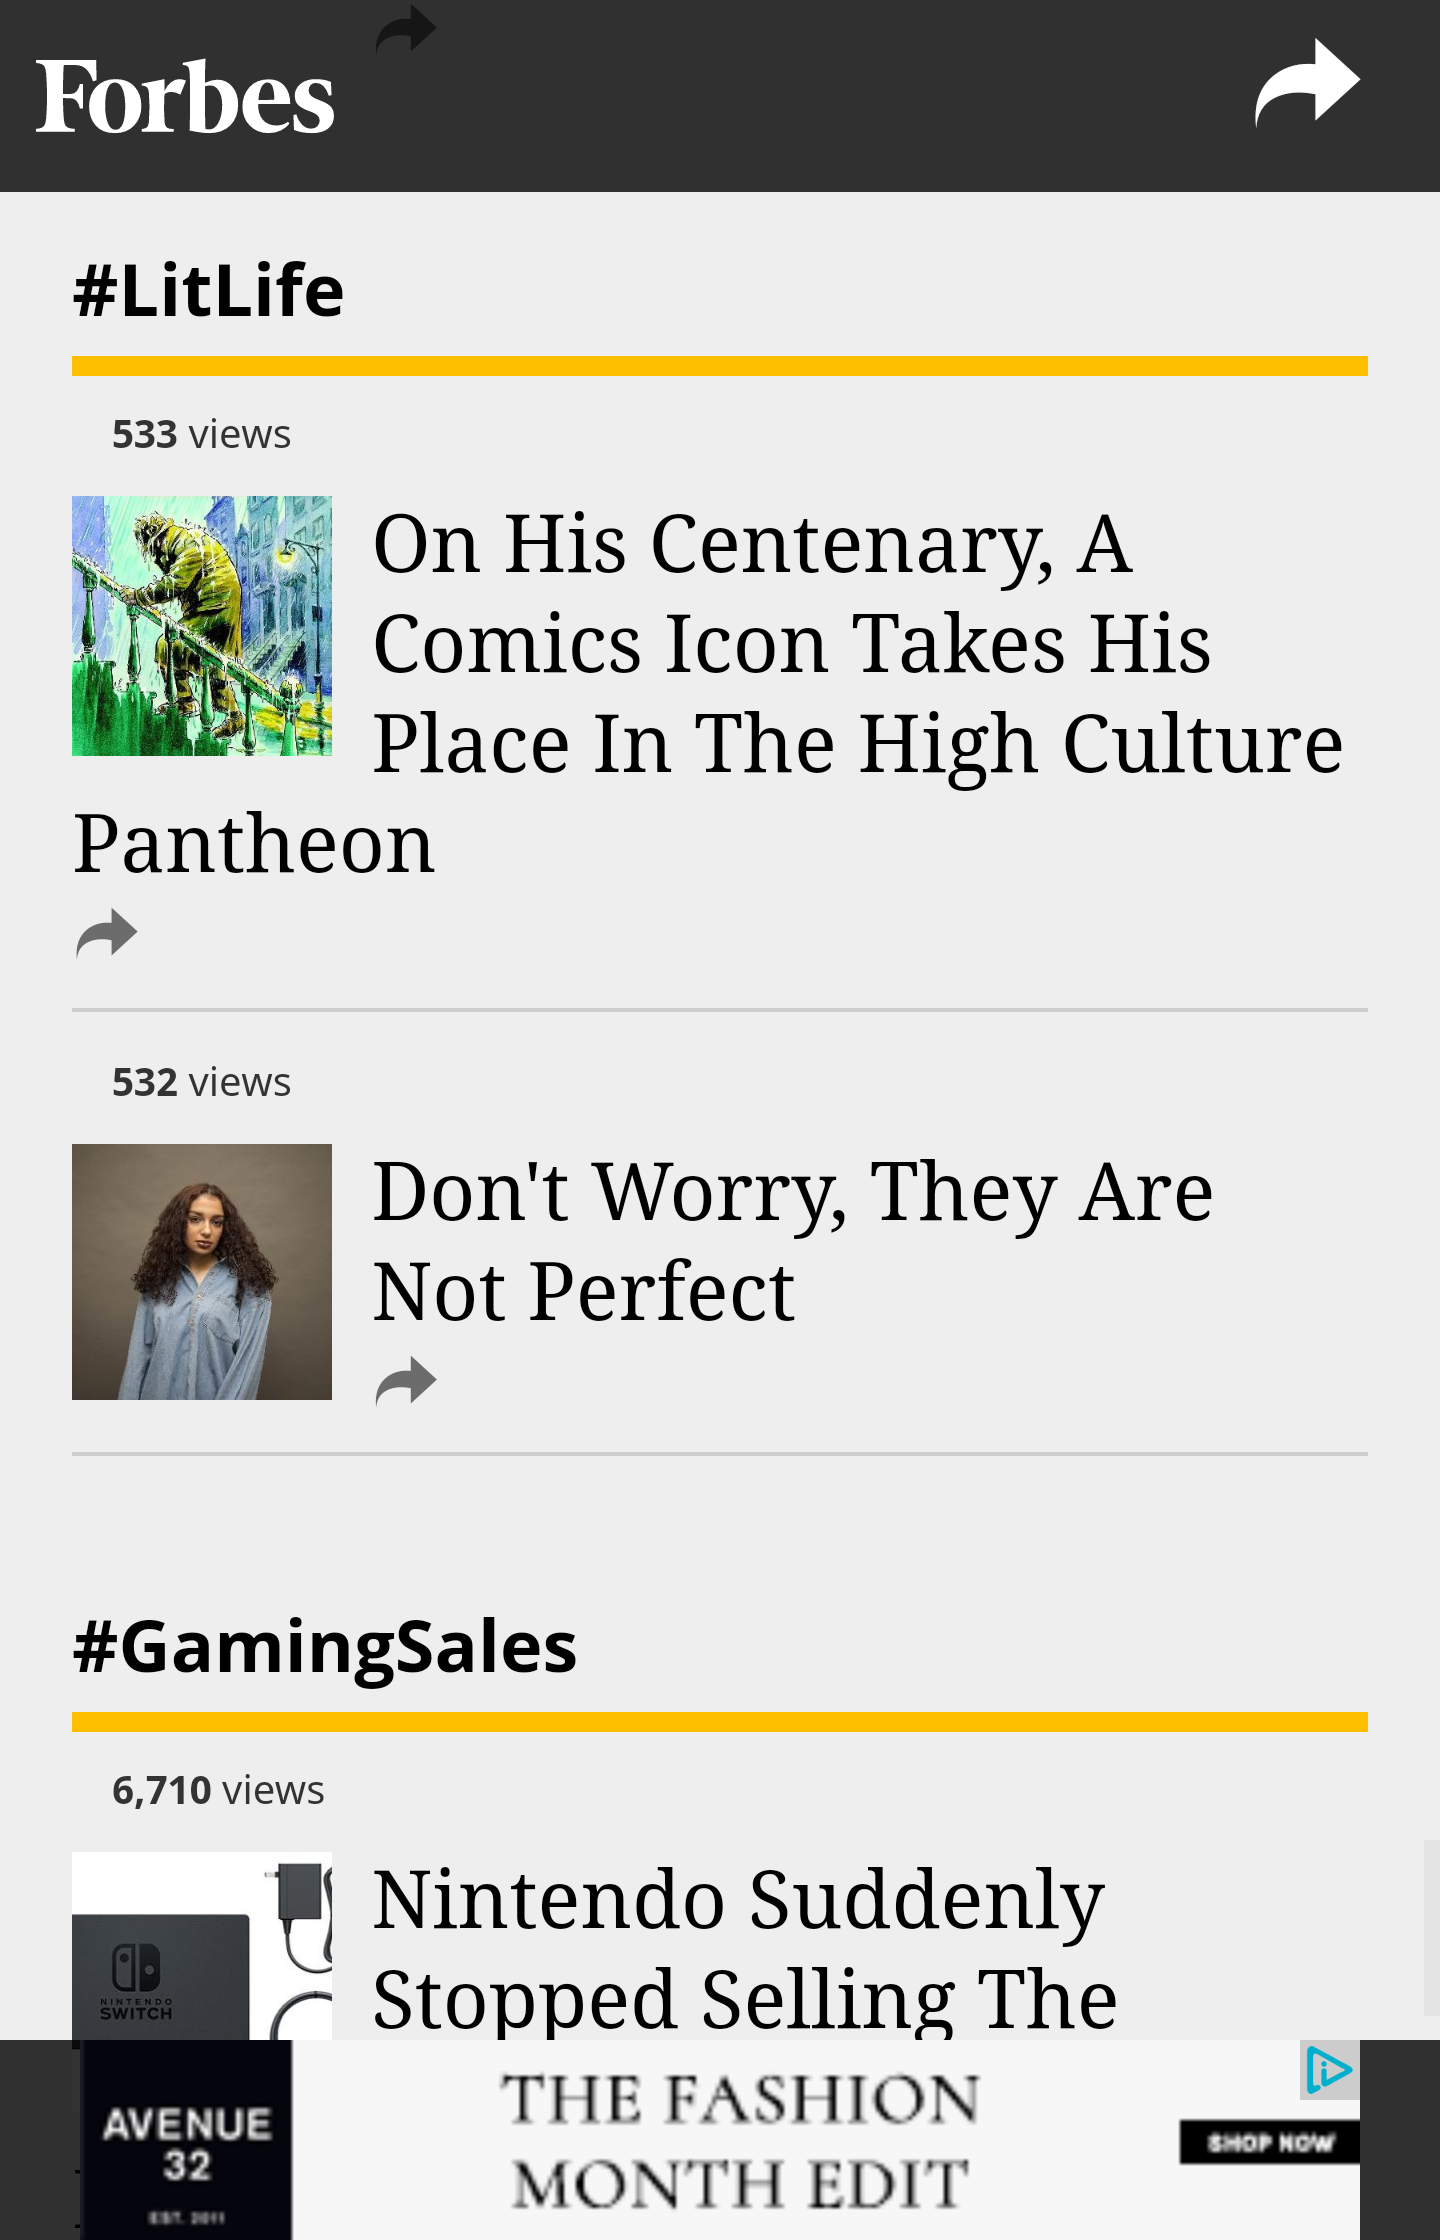 Forbes
#LitLife
533 views
On His Centenary, A
Comics Icon Takes His
Place In The High Culture
Pantheon
532 views
Don't Worry, They Are
Not Perfect
#GamingSales
6,710 views
Nintendo Suddenly
Stopped Selling The
NINTENDO
SWITCH
AVENUE
32
EST. 2011
THE FASHION
MONTH EDIT
SHOP NOW